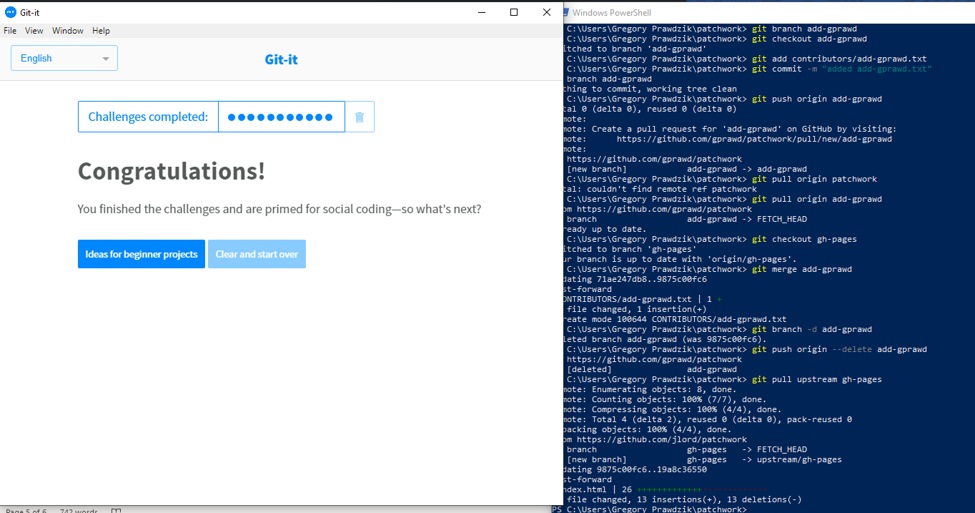 Git-it
File View Window Help
English
Git-it
Challenges completed:
Congratulations!
You finished the challenges and are primed for social coding—so what's next?
Ideas for beginner projects
Clear and start over
Page 5 of 6 742 words
Windows PowerShell
C:\Users\Gregory Prawdzik\patchwork> git branch add-gprawd
C:\Users\Gregory Prawdzik\patchwork> git checkout add-gprawd
itched to branch 'add-gprawd'
C:\Users\Gregory Prawdzik\patchwork> git add contributors/add-gprawd.txt
C:\Users\Gregory Prawdzik\patchwork> git commit -m "added add-gprawd.txt"
branch add-gprawd
thing to commit, working tree clean
C:\Users\Gregory Prawdzik\patchwork> git push origin add-gprawd
tal 0 (delta 0), reused 0 (delta 0)
mote:
mote: Create a pull request for 'add-gprawd' on GitHub by visiting:
mote: https://github.com/gprawd/patchwork/pull/new/add-gprawd
mote:
https://github.com/gprawd/patchwork
[new branch] add-gprawd -> add-gprawd
C:\Users\Gregory Prawdzik\patchwork> git pull origin patchwork
tal: couldn't find remote ref patchwork
C:\Users\Gregory Prawdzik\patchwork> git pull origin add-gprawd
om https://github.com/gprawd/patchwork
branch add-gprawd -> FETCH_HEAD
ready up to date.
C:\Users\Gregory Prawdzik\patchwork> git checkout gh-pages
itched to branch 'gh-pages'
ur branch is up to date with 'origin/gh-pages'.
C:\Users\Gregory Prawdzik\patchwork> git merge add-gprawd
dating 71ae247db8..9875c00fc6
st-forward
ONTRIBUTORS/add-gprawd.txt | 1 +
file changed, 1 insertion(+)
reate mode 100644 CONTRIBUTORS/add-gprawd.txt
C:\Users\Gregory Prawdzik\patchwork> git branch -d add-gprawd
leted branch add-gprawd (was 9875c00fc6).
C:\Users\Gregory Prawdzik\patchwork> git push origin --delete add-gprawd
https://github.com/gprawd/patchwork
[deleted] add-gprawd
C:\Users\Gregory Prawdzik\patchwork> git pull upstream gh-pages
mote: Enumerating objects: 8, done.
mote: Counting objects: 100% (7/7), done.
mote: Compressing objects: 100% (4/4), done.
mote: Total 4 (delta 2), reused 0 (delta 0), pack-reused 0
packing objects: 100% (4/4), done.
om https://github.com/jlord/patchwork
branch gh-pages -> FETCH_HEAD
[new branch] gh-pages -> upstream/gh-pages
dating 9875c00fc6..19a8c36550
st-forward
ndex.html | 26 +++++++++++++-------------
file changed, 13 insertions(+), 13 deletions(-)
PS C:\Users\Gregory Prawdzik\patchwork>